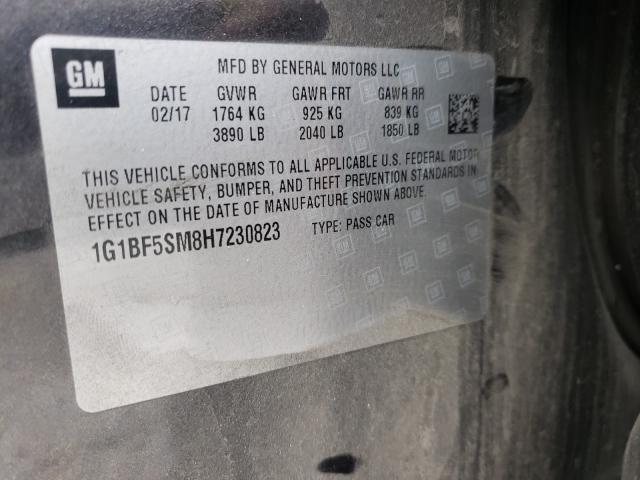 GM
MFD BY GENERAL MOTORS LLC
DATE GVWR GAWR FRT GAWR RR
02/17 1764 KG 925 KG 839 KG
3890 LB 2040 LB 1850 LB
THIS VEHICLE CONFORMS TO ALL APPLICABLE U.S. FEDERAL MOTOR
VEHICLE SAFETY, BUMPER, AND THEFT PREVENTION STANDARDS IN
EFFECT ON THE DATE OF MANUFACTURE SHOWN ABOVE.
1G1BF5SM8H7230823 TYPE: PASS CAR